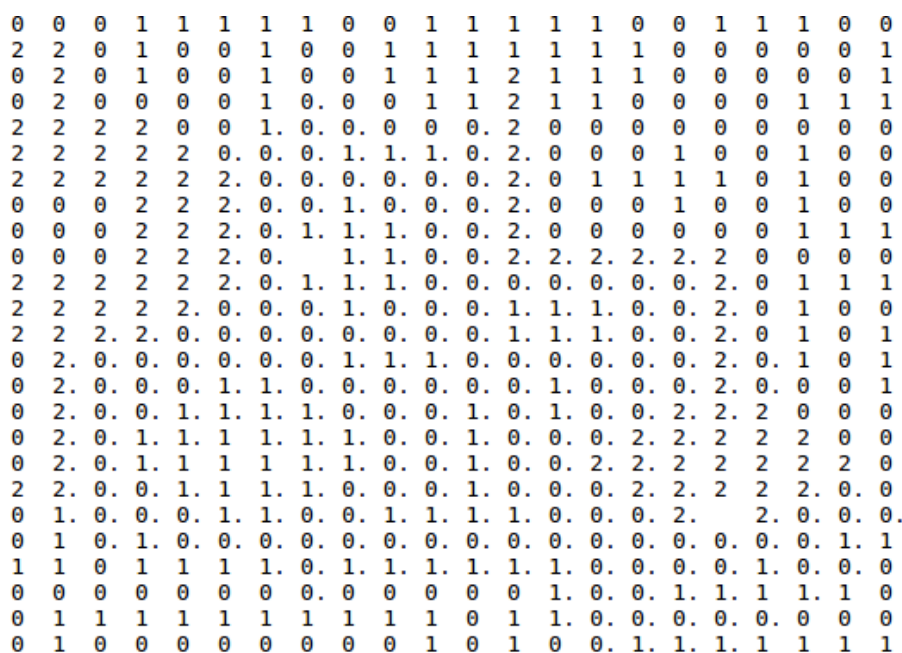 0 0 0 1 1 1 1 1 0 0 1 1 1 1 1 0 0 1 1 1 0 0
2 2 0 1 0 0 1 0 0 1 1 1 1 1 1 1 0 0 0 0 0 1
0 2 0 1 0 0 1 0 0 1 1 1 2 1 1 1 0 0 0 0 0 1
0 2 0 0 0 0 1 0. 0 0 1 1 2 1 1 0 0 0 0 1 1 1
2 2 2 2 0 0 1. 0. 0. 0 0 0. 2 0 0 0 0 0 0 0 0 0
2 2 2 2 2 0. 0. 0. 1. 1. 1. 0. 2. 0 0 0 1 0 0 1 0 0
2 2 2 2 2 2. 0. 0. 0. 0. 0. 0. 2. 0 1 1 1 1 0 1 0 0
0 0 0 2 2 2. 0. 0. 1. 0. 0. 0. 2. 0 0 0 1 0 0 1 0 0
0 0 0 2 2 2. 0. 1. 1. 1. 0. 0. 2. 0 0 0 0 0 0 1 1 1
0 0 0 2 2 2. 0. 1. 1. 0. 0. 2. 2. 2. 2. 2. 2 0 0 0 0
2 2 2 2 2 2. 0. 1. 1. 1. 0. 0. 0. 0. 0. 0. 0. 2. 0 1 1 1
2 2 2 2 2. 0. 0. 0. 1. 0. 0. 0. 1. 1. 1. 0. 0. 2. 0 1 0 0
2 2 2. 2. 0. 0. 0. 0. 0. 0. 0. 0. 1. 1. 1. 0. 0. 2. 0 1 0 1
0 2. 0. 0. 0. 0. 0. 0. 1. 1. 1. 0. 0. 0. 0. 0. 0. 2. 0. 1 0 1
0 2. 0. 0. 0. 1. 1. 0. 0. 0. 0. 0. 0. 1. 0. 0. 0. 2. 0. 0 0 1
0 2. 0. 0. 1. 1. 1. 1. 0. 0. 0. 1. 0. 1. 0. 0. 2. 2. 2 0 0 0
0 2. 0. 1. 1. 1 1. 1. 1. 0. 0. 1. 0. 0. 0. 2. 2. 2 2 2 0 0
0 2. 0. 1. 1 1 1 1. 1. 0. 0. 1. 0. 0. 2. 2. 2 2 2 2 2 0
2 2. 0. 0. 1. 1 1. 1. 0. 0. 0. 1. 0. 0. 0. 2. 2. 2 2 2. 0. 0
0 1. 0. 0. 0. 1. 1. 0. 0. 1. 1. 1. 1. 0. 0. 0. 2. 2. 0. 0. 0.
0 1 0. 1. 0. 0. 0. 0. 0. 0. 0. 0. 0. 0. 0. 0. 0. 0. 0. 0. 1. 1
1 1 0 1 1 1 1. 0. 1. 1. 1. 1. 1. 1. 0. 0. 0. 0. 1. 0. 0. 0
0 0 0 0 0 0 0 0. 0 0 0 0 0 1. 0. 0. 1. 1. 1 1. 1 0
0 1 1 1 1 1 1 1 1 1 1 0 1 1. 0. 0. 0. 0. 0. 0 0 0
0 1 0 0 0 0 0 0 0 0 1 0 1 0 0. 1. 1. 1. 1 1 1 1